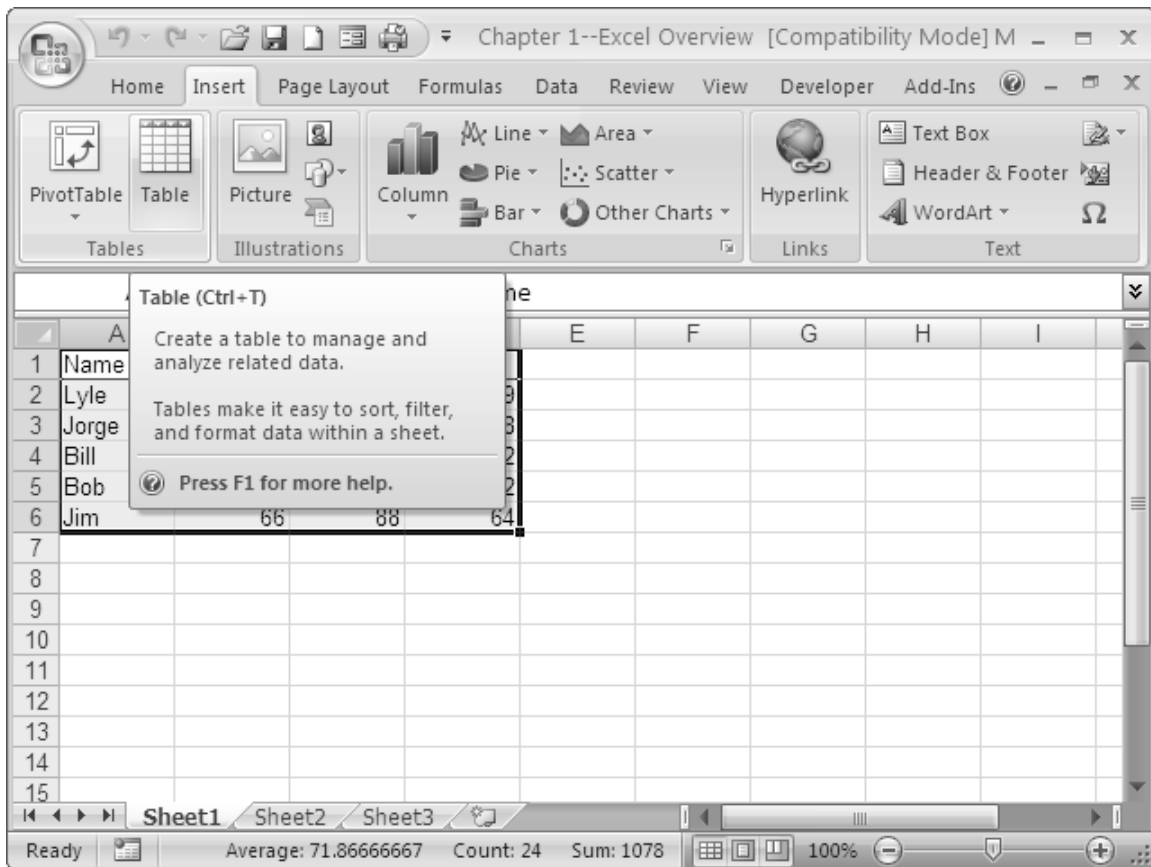 Chapter 1--Excel Overview [Compatibility Mode] M
Home Insert Page Layout Formulas Data Review View Developer Add-Ins
PivotTable Table Picture Column Line Area Pie Scatter Bar Other Charts Hyperlink Text Box Header & Footer WordArt Ω
Tables Illustrations Charts Links Text
Table (Ctrl+T)
Create a table to manage and
analyze related data.
Tables make it easy to sort, filter,
and format data within a sheet.
Press F1 for more help.
A E F G H I
1 Name
2 Lyle 9
3 Jorge 3
4 Bill 2
5 Bob 2
6 Jim 66 88 64
7
8
9
10
11
12
13
14
15
Sheet1 Sheet2 Sheet3
Ready Average: 71.86666667 Count: 24 Sum: 1078 100%